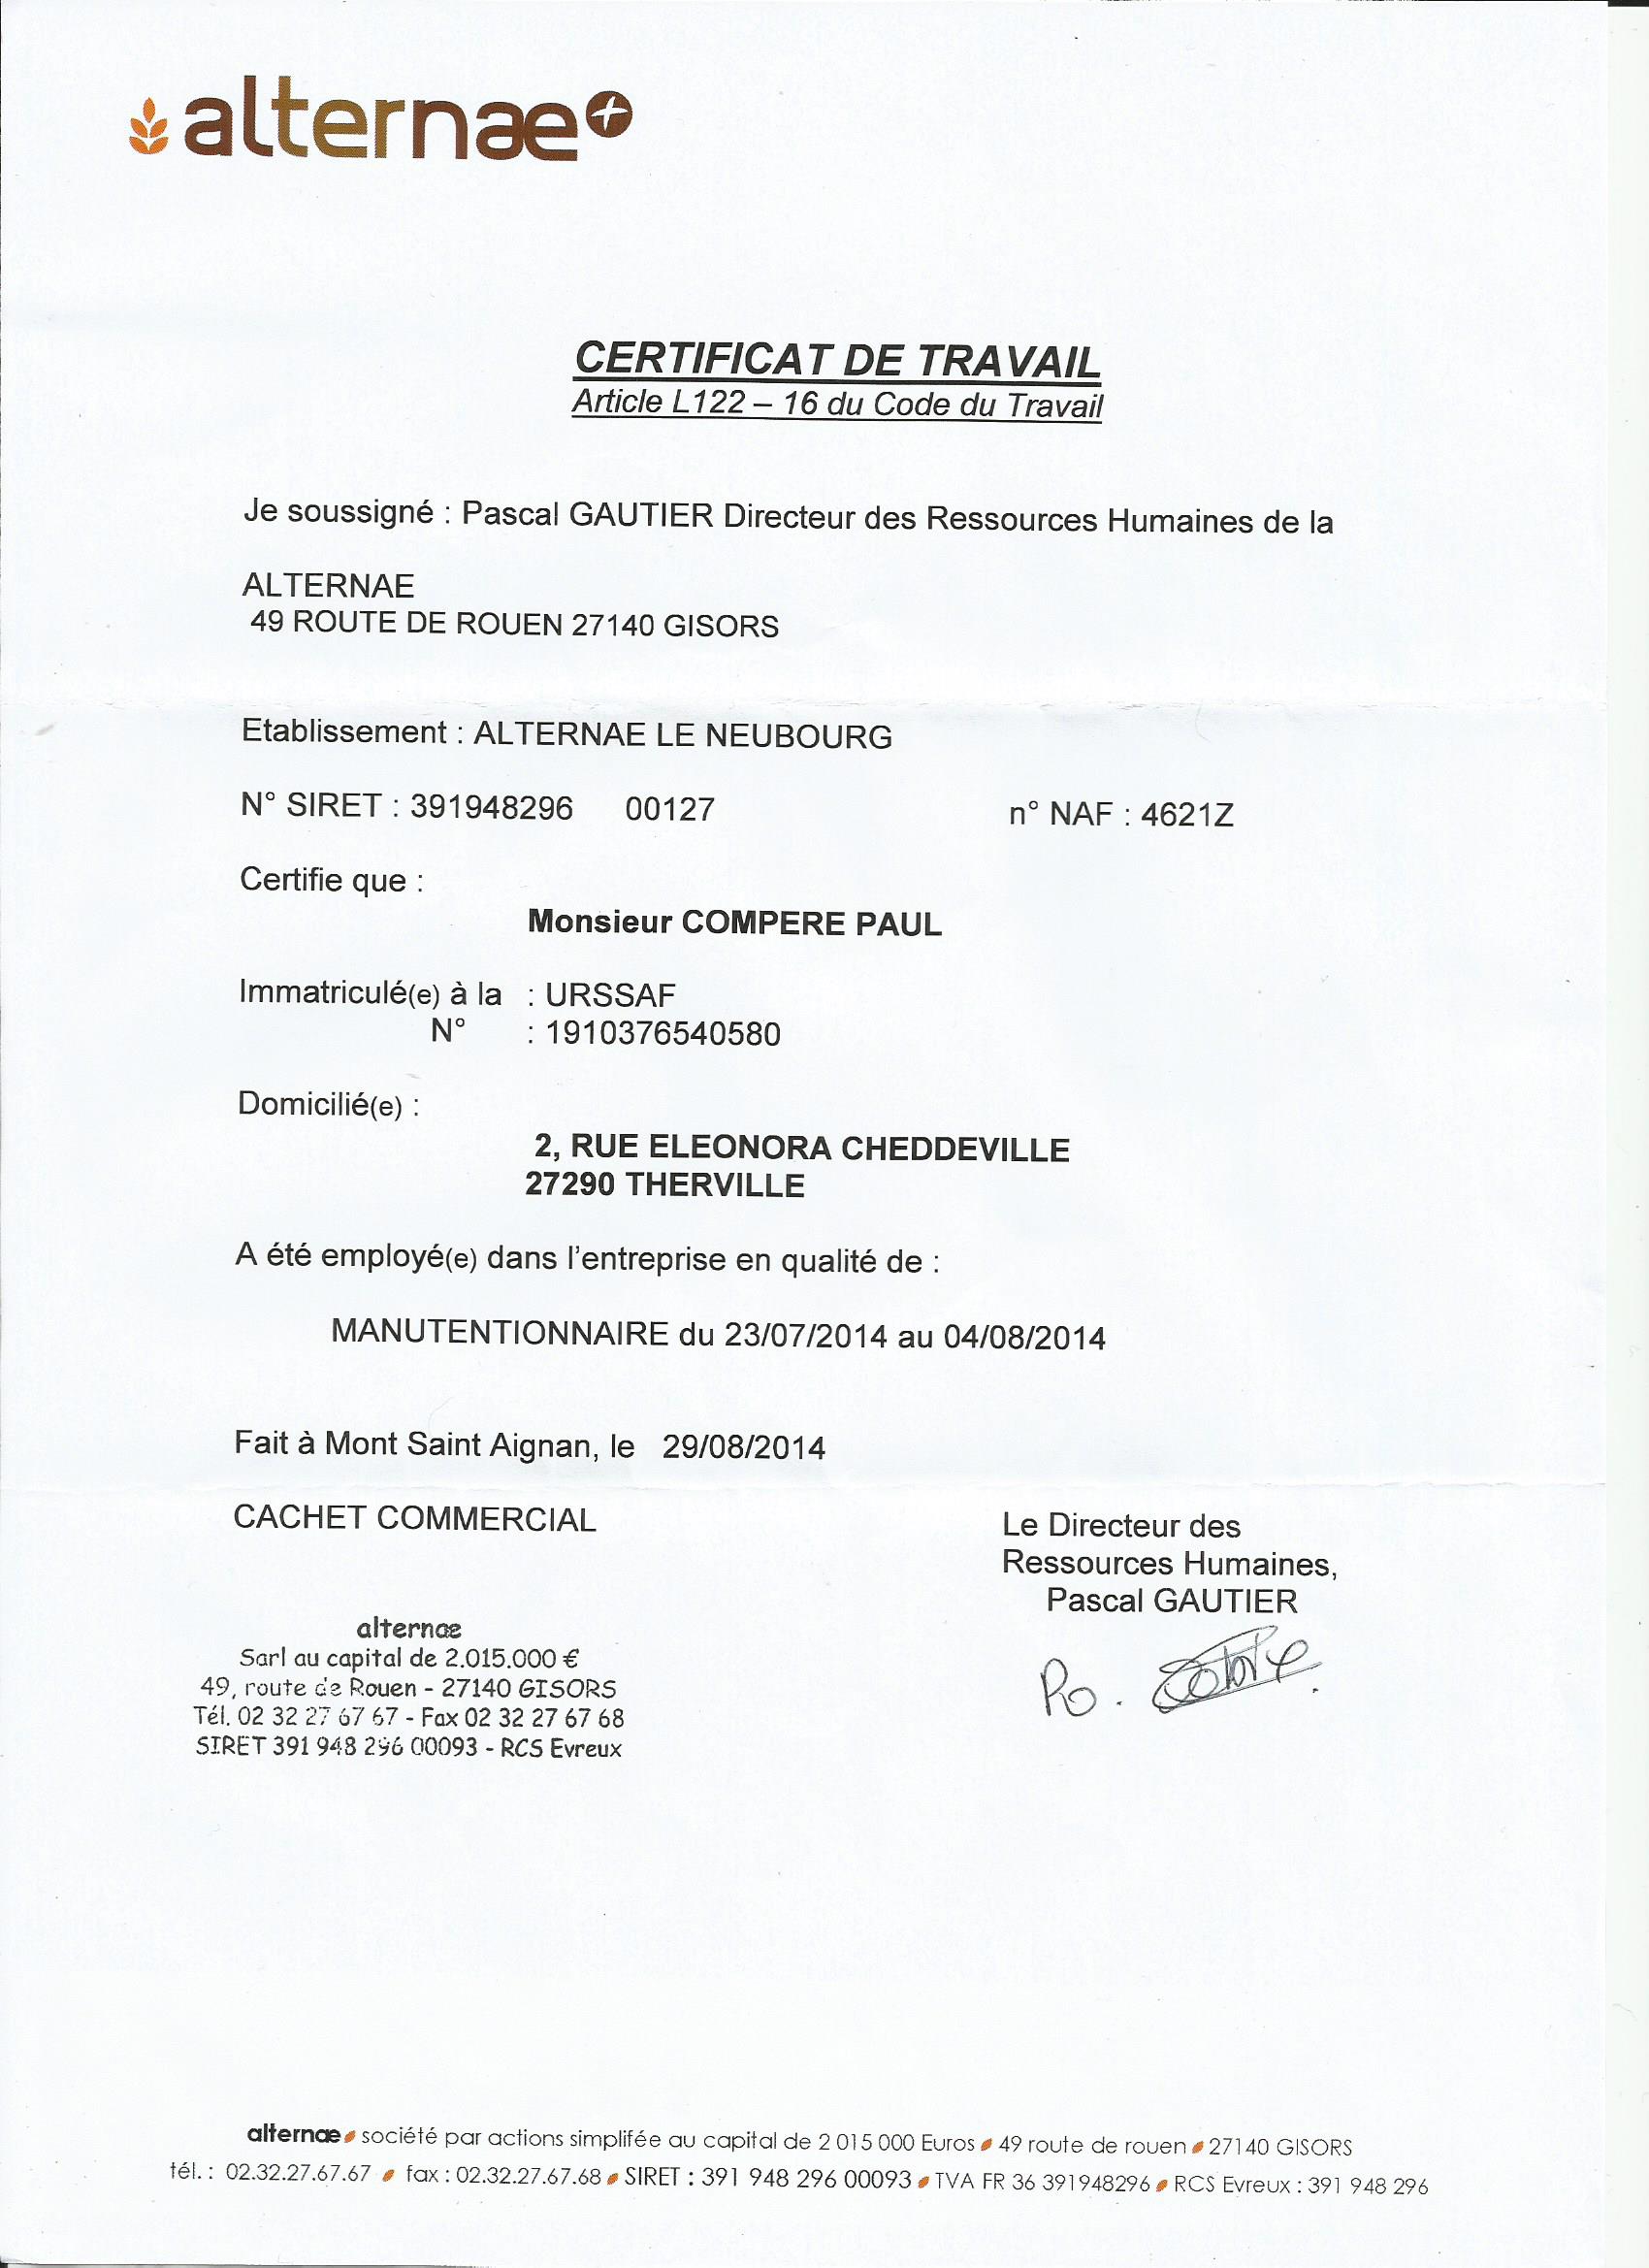 alternae+
CERTIFICAT DE TRAVAIL
Article L122 – 16 du Code du Travail
Je soussigné : Pascal GAUTIER Directeur des Ressources Humaines de la
ALTERNAE
49 ROUTE DE ROUEN 27140 GISORS
Etablissement : ALTERNAE LE NEUBOURG
N° SIRET : 391948296 00127 n° NAF : 4621Z
Certifie que :
Monsieur COMPERE PAUL
Immatriculé(e) à la : URSSAF
N° : 1910376540580
Domicilié(e) :
2, RUE ELEONORA CHEDDEVILLE
27290 THERVILLE
A été employé(e) dans l'entreprise en qualité de :
MANUTENTIONNAIRE du 23/07/2014 au 04/08/2014
Fait à Mont Saint Aignan, le 29/08/2014
CACHET COMMERCIAL
Le Directeur des
Ressources Humaines,
Pascal GAUTIER
alternæ
Sarl au capital de 2.015.000 €
49, route de Rouen - 27140 GISORS
Tél. 02 32 27 67 67 - Fax 02 32 27 67 68
SIRET 391 948 296 00093 - RCS Evreux
alternæ société par actions simplifée au capital de 2 015 000 Euros 49 route de rouen 27140 GISORS
tél. : 02.32.27.67.67 fax : 02.32.27.67.68 SIRET : 391 948 296 00093 TVA FR 36 391948296 RCS Evreux : 391 948 296